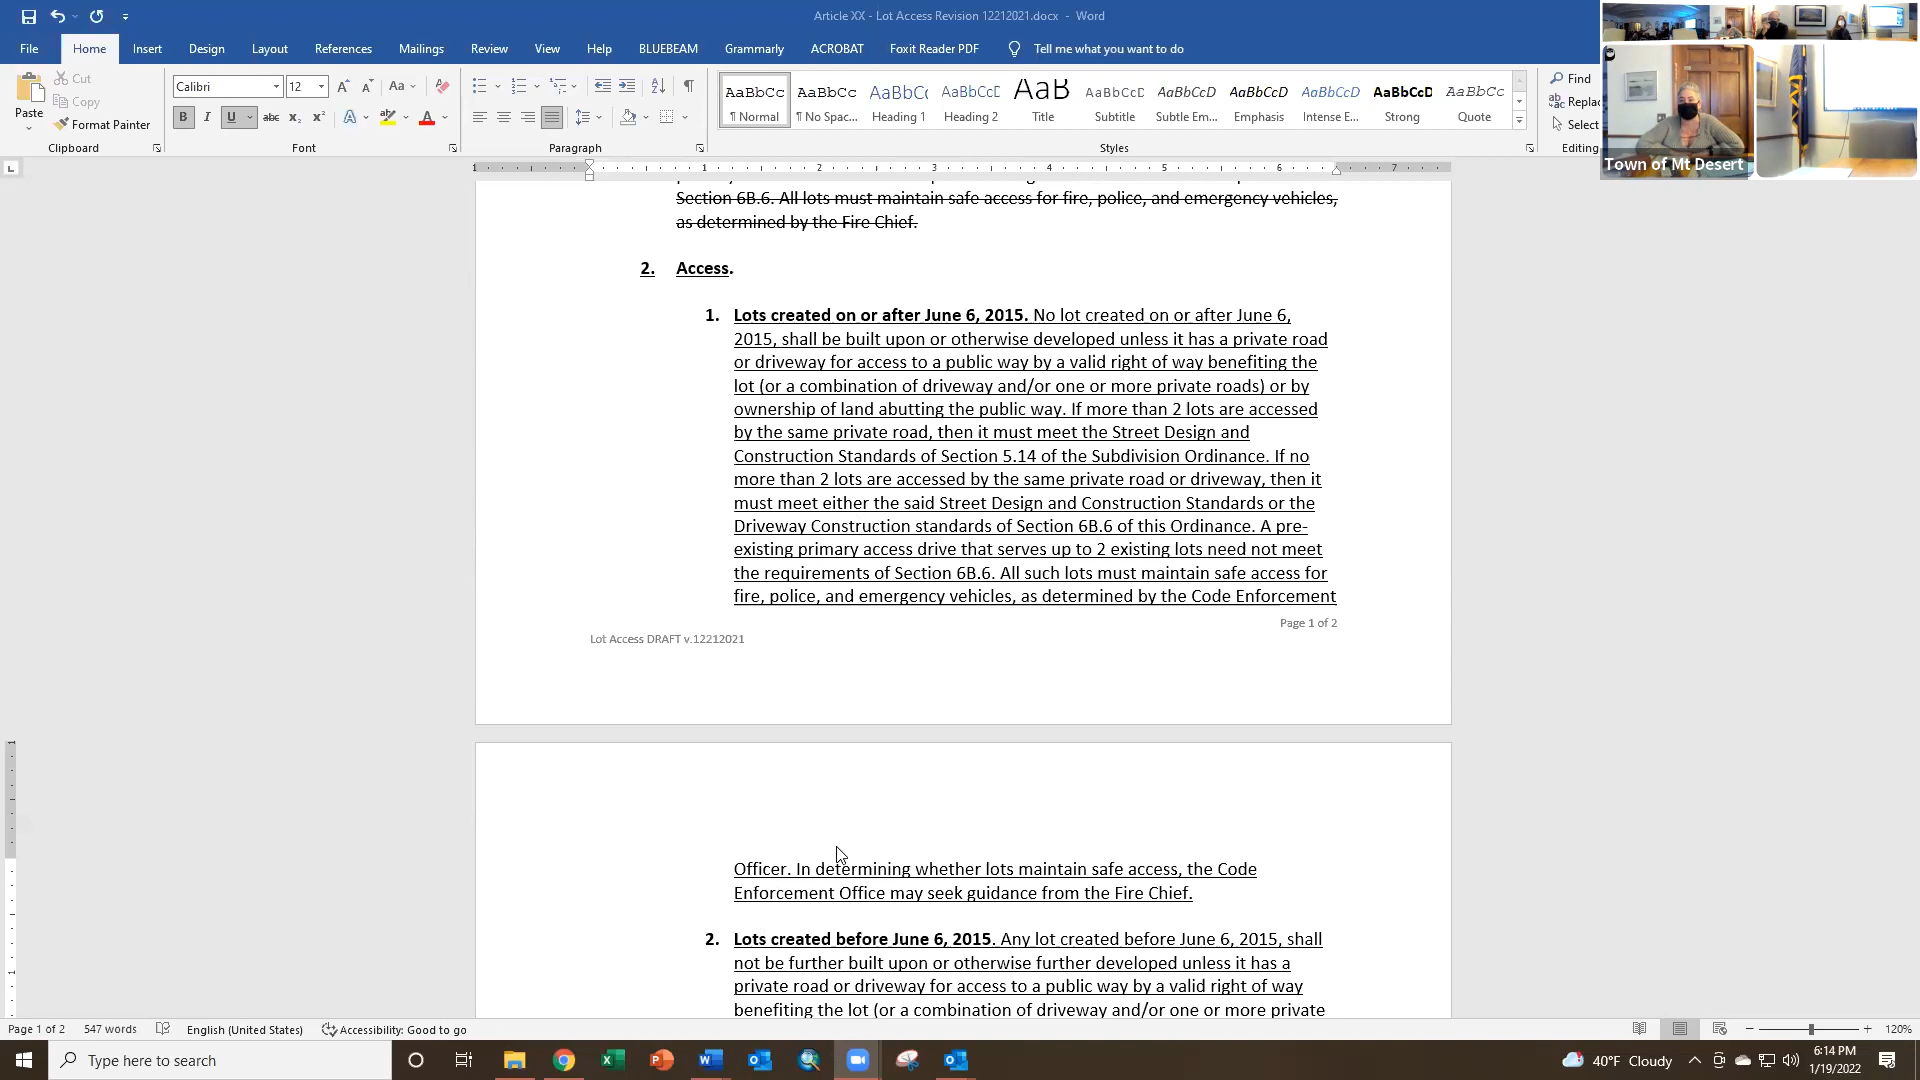 Article XX - Lot Access Revision 12212021.docx - Word
File Home Insert Design Layout References Mailings Review View Help BLUEBEAM Grammarly ACROBAT Foxit Reader PDF Tell me what you want to do
Paste
Cut
Copy
Format Painter
Calibri 12
Find
Replac
Select
AaBbCc AaBbCc AaBbC AaBbCcC AaB AaBbCcD AaBbCcD AaBbCcD AaBbCcD AaBbCcD AaBbCc
¶ Normal ¶ No Spac... Heading 1 Heading 2 Title Subtitle Subtle Em... Emphasis Intense E... Strong Quote
Clipboard Font Paragraph Styles Editing
Town of Mt Desert
1 1 2 3 4 5 6 7
Section 6B.6. All lots must maintain safe access for fire, police, and emergency vehicles,
as determined by the Fire Chief.
2. Access.
1. Lots created on or after June 6, 2015. No lot created on or after June 6,
2015, shall be built upon or otherwise developed unless it has a private road
or driveway for access to a public way by a valid right of way benefiting the
lot (or a combination of driveway and/or one or more private roads) or by
ownership of land abutting the public way. If more than 2 lots are accessed
by the same private road, then it must meet the Street Design and
Construction Standards of Section 5.14 of the Subdivision Ordinance. If no
more than 2 lots are accessed by the same private road or driveway, then it
must meet either the said Street Design and Construction Standards or the
Driveway Construction standards of Section 6B.6 of this Ordinance. A pre-
existing primary access drive that serves up to 2 existing lots need not meet
the requirements of Section 6B.6. All such lots must maintain safe access for
fire, police, and emergency vehicles, as determined by the Code Enforcement
Page 1 of 2
Lot Access DRAFT v.12212021
Officer. In determining whether lots maintain safe access, the Code
Enforcement Office may seek guidance from the Fire Chief.
2. Lots created before June 6, 2015. Any lot created before June 6, 2015, shall
not be further built upon or otherwise further developed unless it has a
private road or driveway for access to a public way by a valid right of way
benefiting the lot (or a combination of driveway and/or one or more private
Page 1 of 2 547 words English (United States) Accessibility: Good to go 120%
Type here to search
40°F Cloudy
6:14 PM
1/19/2022